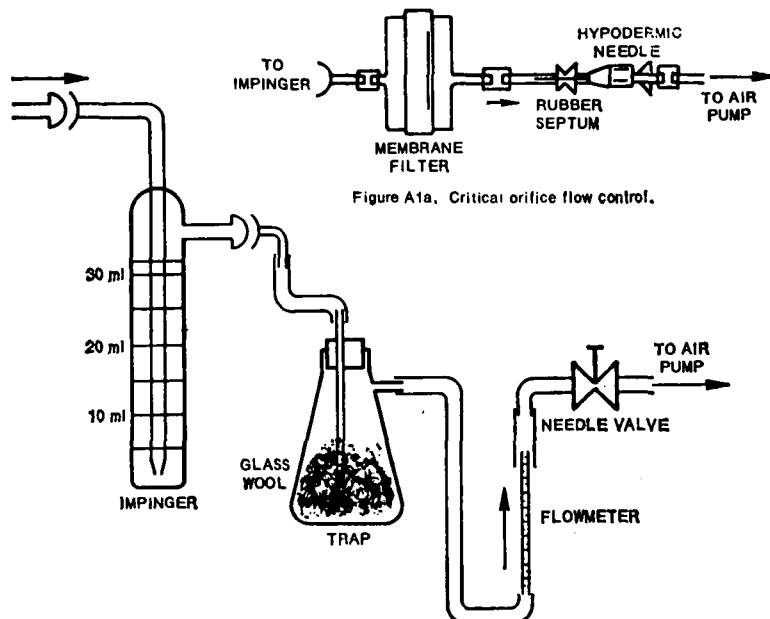 HYPODERMIC
NEEDLE
TO
IMPINGER
RUBBER
SEPTUM
TO AIR
PUMP
MEMBRANE
FILTER
Figure A1a. Critical orifice flow control.
30 ml
20 ml
10 ml
IMPINGER
GLASS
WOOL
TRAP
TO AIR
PUMP
NEEDLE VALVE
FLOWMETER